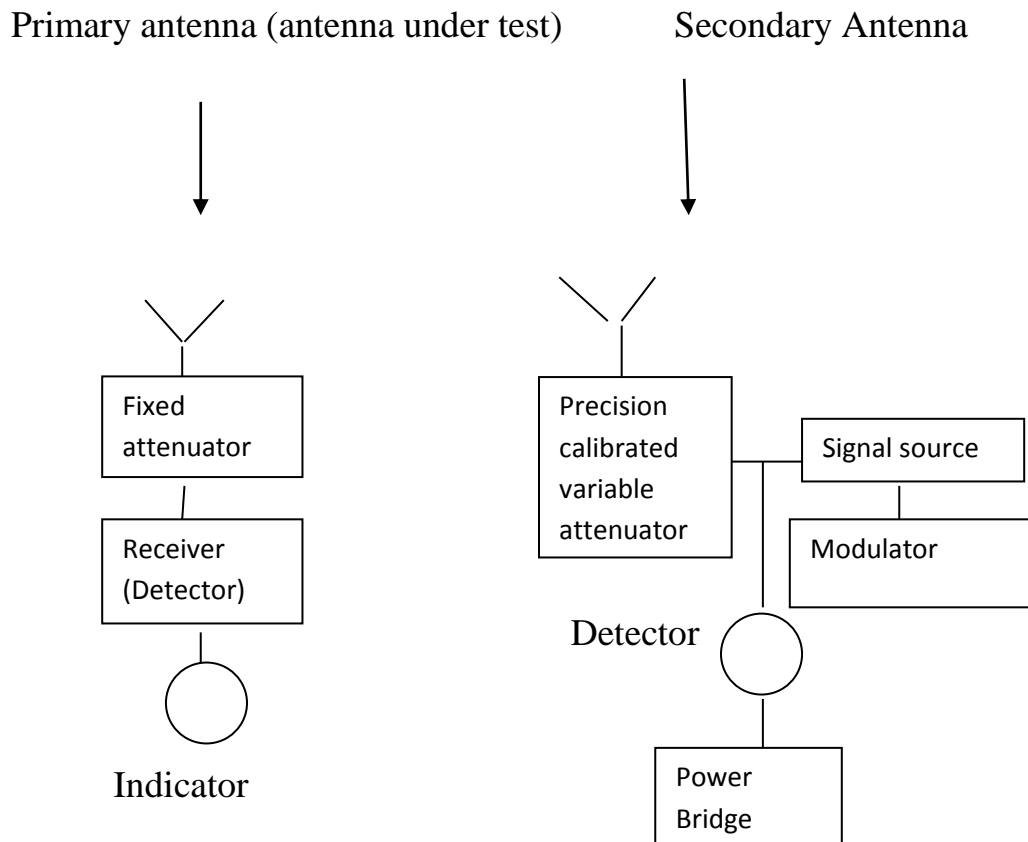 Primary antenna (antenna under test) Secondary Antenna
Fixed
attenuator
Receiver
(Detector)
Indicator
Precision
calibrated
variable
attenuator
Signal source
Modulator
Detector
Power
Bridge